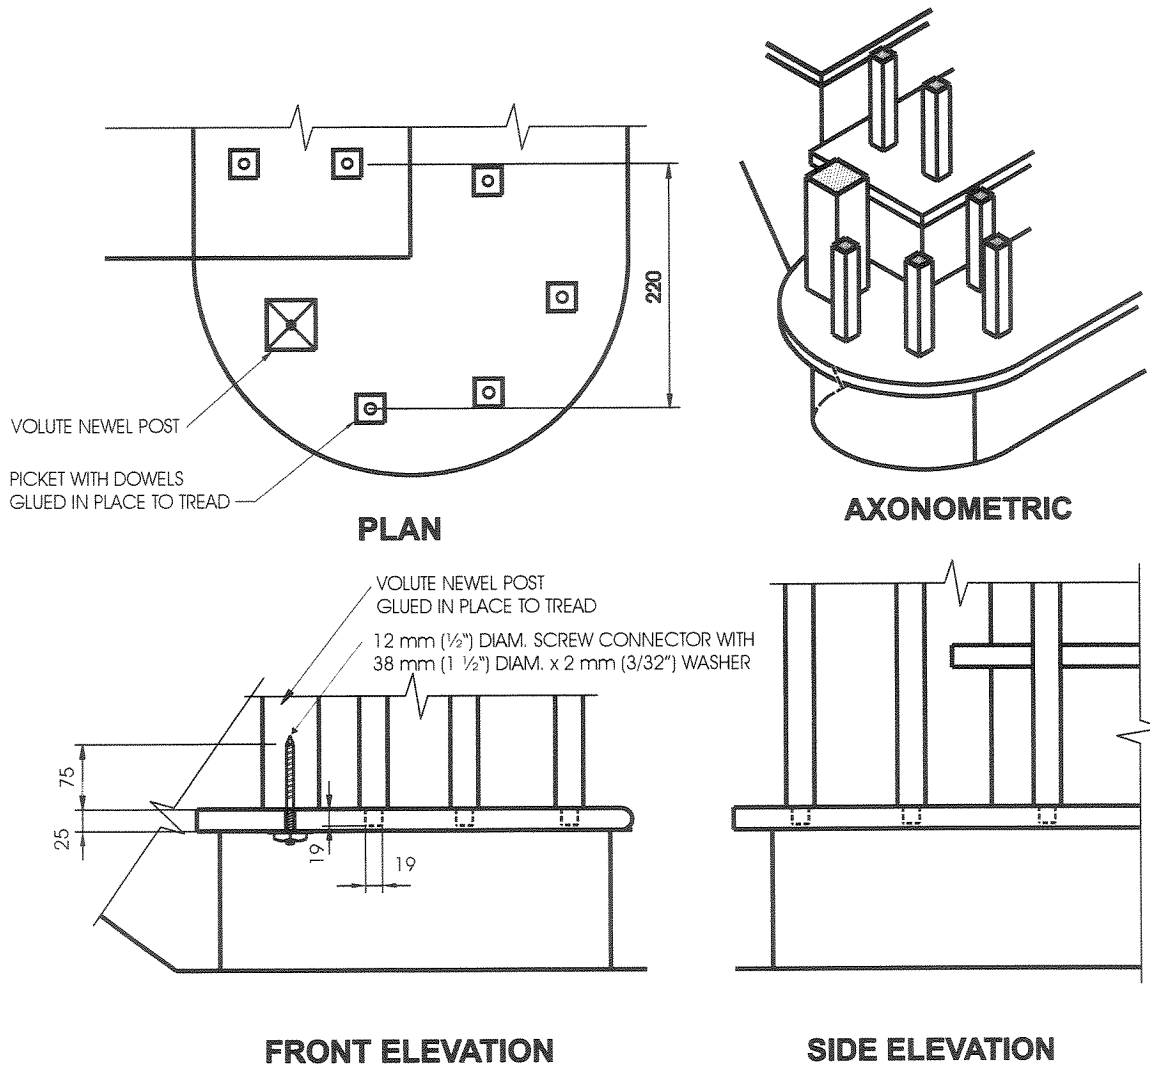 220
VOLUTE NEWEL POST
PICKET WITH DOWELS
GLUED IN PLACE TO TREAD
PLAN
AXONOMETRIC
VOLUTE NEWEL POST
GLUED IN PLACE TO TREAD
12 mm (½") DIAM. SCREW CONNECTOR WITH
38 mm (1 ½") DIAM. x 2 mm (3/32") WASHER
75
25
19
19
FRONT ELEVATION
SIDE ELEVATION